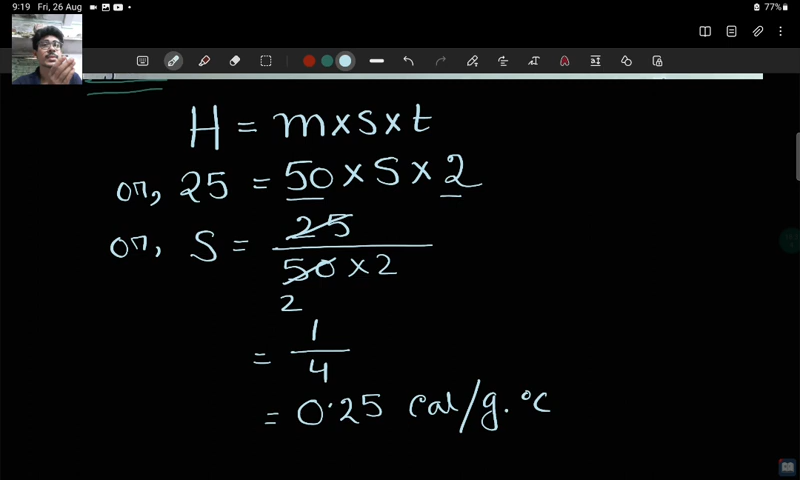 9:19 Fri, 26 Aug
77%
H = m×s×t
or, 25 = 50 × S × 2
or, S = 25 / 50 × 2
2
= 1 / 4
= 0.25 cal/g.°C